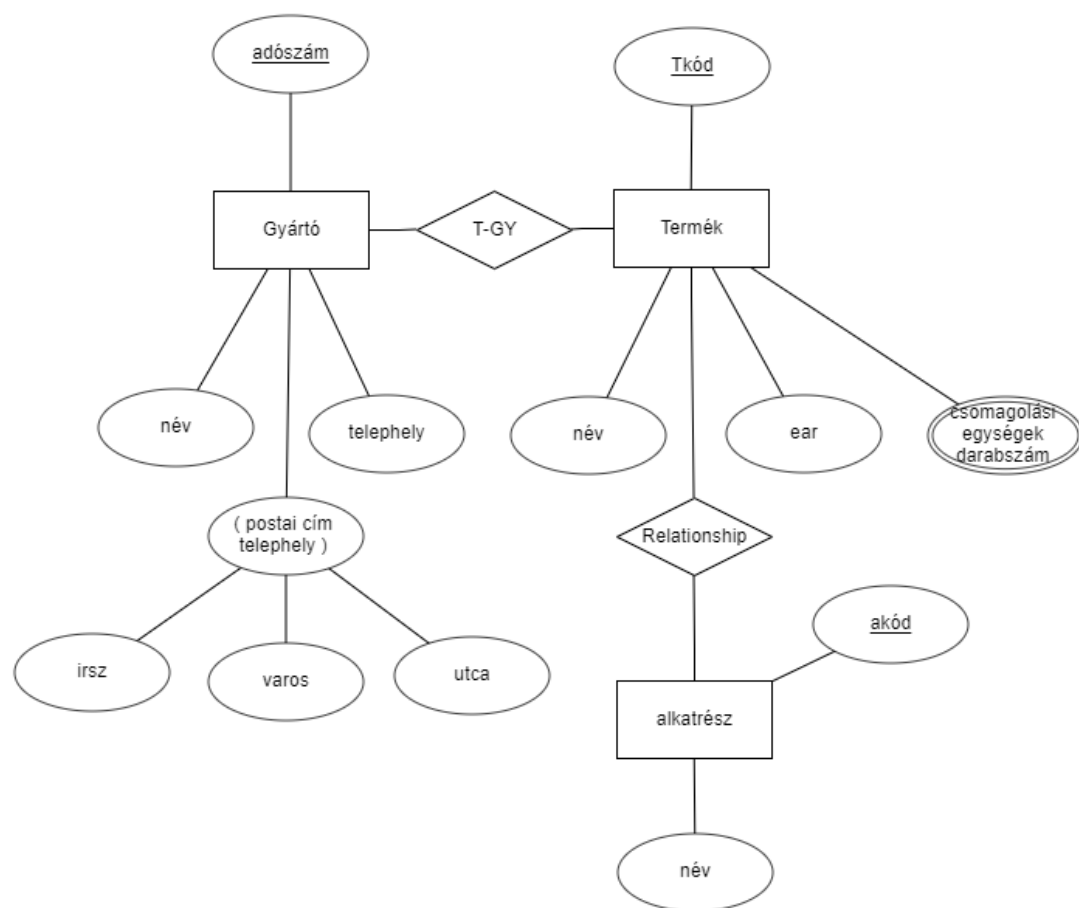 adószám
Tkód
Gyártó
T-GY
Termék
név
telephely
név
ear
csomagolási
egységek
darabszám
( postai cím
telephely )
Relationship
akód
irsz
varos
utca
alkatrész
név